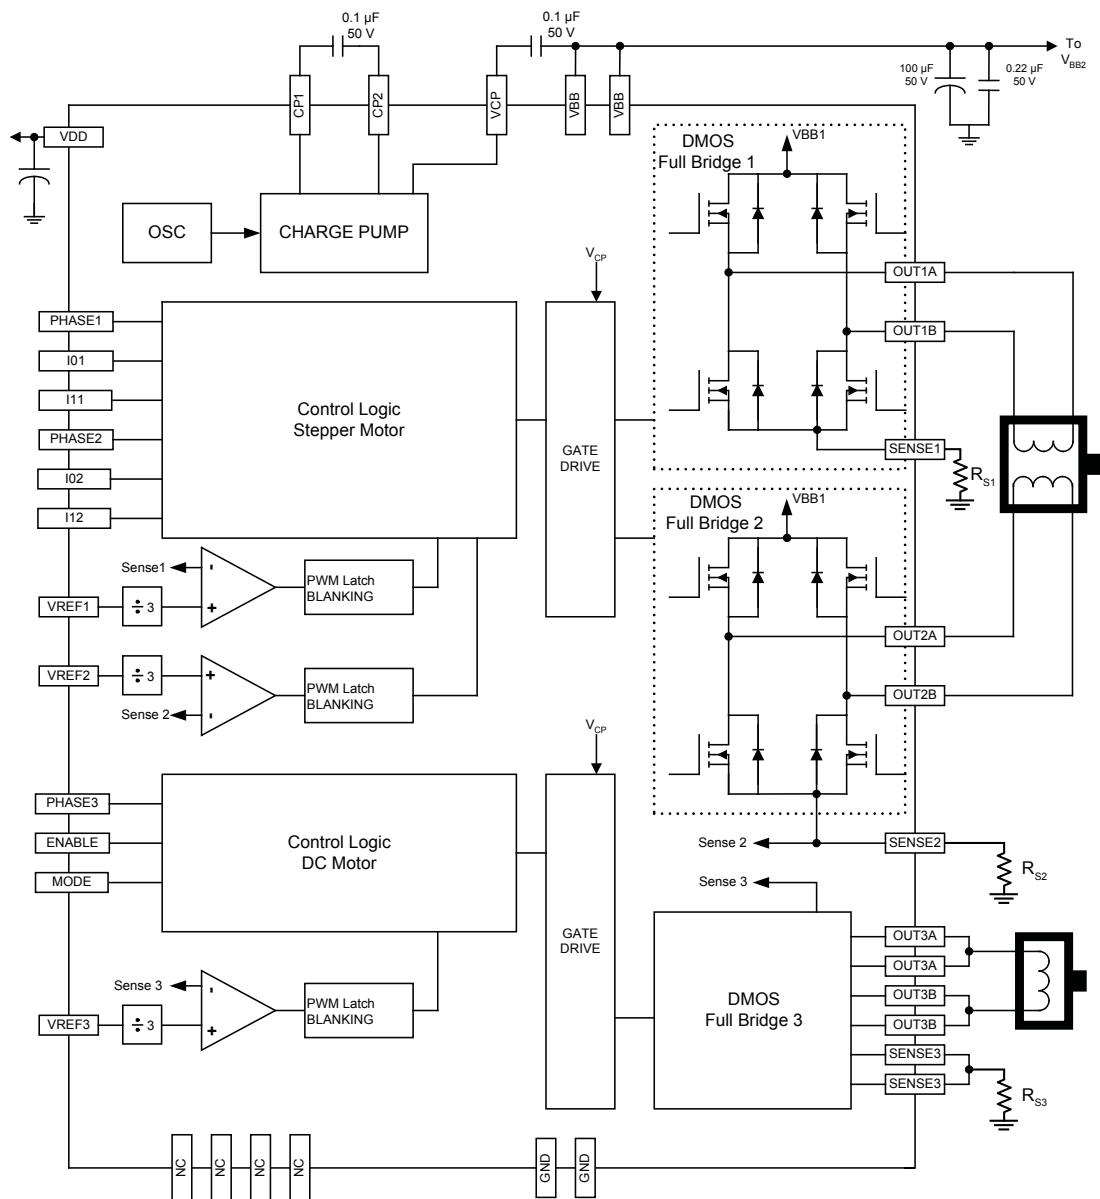 0.1 µF
50 V
0.1 µF
50 V
To
VBB2
100 µF
50 V
0.22 µF
50 V
CP1
CP2
VCP
VBB
VBB
VDD
DMOS
Full Bridge 1
VBB1
OSC
CHARGE PUMP
VCP
OUT1A
PHASE1
OUT1B
I01
I11
Control Logic
Stepper Motor
PHASE2
GATE
DRIVE
SENSE1
RS1
I02
I12
DMOS
Full Bridge 2
VBB1
Sense1
-
PWM Latch
BLANKING
VREF1
÷ 3
+
OUT2A
VREF2
÷ 3
+
PWM Latch
BLANKING
OUT2B
Sense 2
-
VCP
PHASE3
ENABLE
Control Logic
DC Motor
Sense 2
SENSE2
MODE
Sense 3
RS2
GATE
DRIVE
OUT3A
OUT3A
Sense 3
-
PWM Latch
BLANKING
DMOS
Full Bridge 3
OUT3B
VREF3
÷ 3
+
OUT3B
SENSE3
SENSE3
RS3
NC
NC
NC
NC
GND
GND